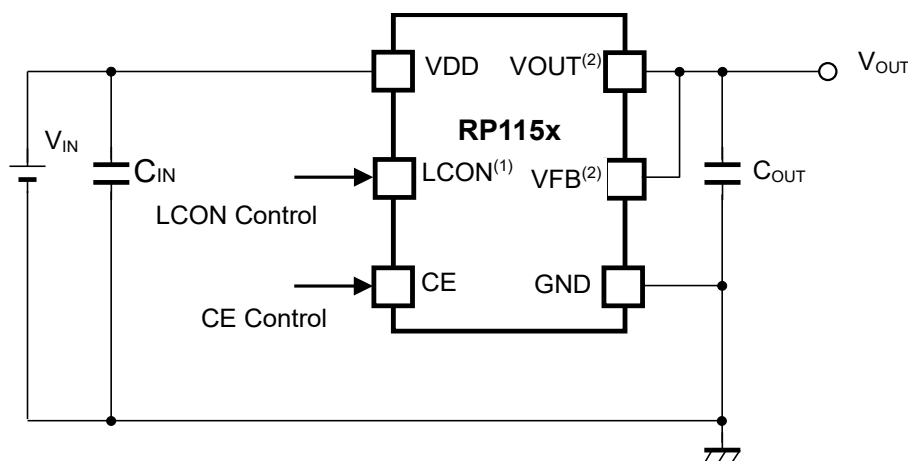 VDD
VOUT(2)
VOUT
RP115x
VIN
CIN
LCON(1)
VFB(2)
COUT
LCON Control
CE
GND
CE Control